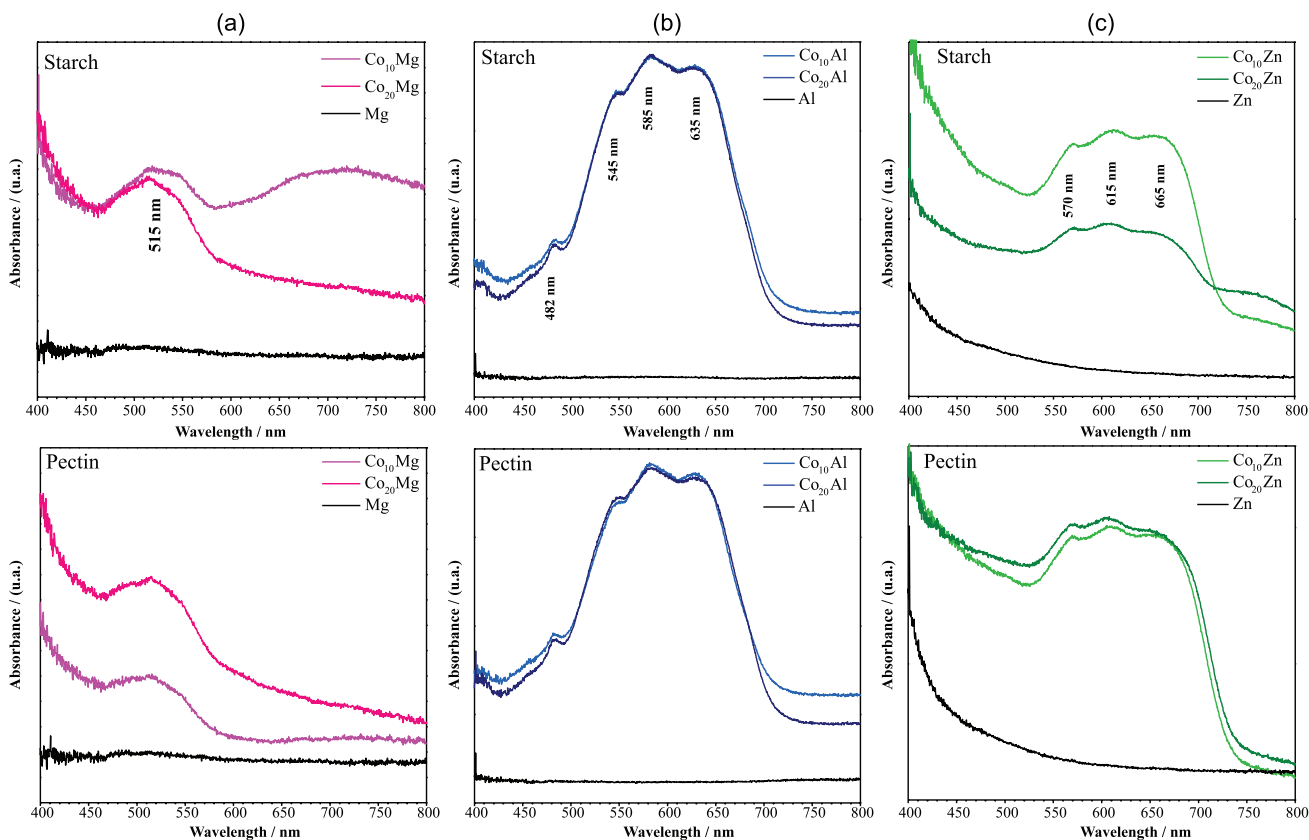 (a)
(b)
(c)
Starch
Co₁₀Mg
Co₂₀Mg
Mg
515 nm
Absorbance / (u.a.)
400 450 500 550 600 650 700 750 800
Wavelength / nm
Co₁₀Al
Co₂₀Al
Al
482 nm
545 nm
585 nm
635 nm
Absorbance / (u.a.)
400 500 550 600 650 700 800
Wavelength / nm
Starch
Co₁₀Zn
Co₂₀Zn
Zn
570 nm
615 nm
665 nm
Absorbance / (u.a.)
400 450 500 550 600 650 700 750 800
Wavelength / nm
Pectin
Co₁₀Mg
Co₂₀Mg
Mg
Absorbance / (u.a.)
400 450 500 550 600 650 700 750 800
Wavelength / nm
Pectin
Co₁₀Al
Co₂₀Al
Al
Absorbance / (u.a.)
400 500 550 600 650 700 800
Wavelength / nm
Pectin
Co₁₀Zn
Co₂₀Zn
Zn
Absorbance / (u.a.)
400 450 500 550 600 650 700 750 800
Wavelength / nm